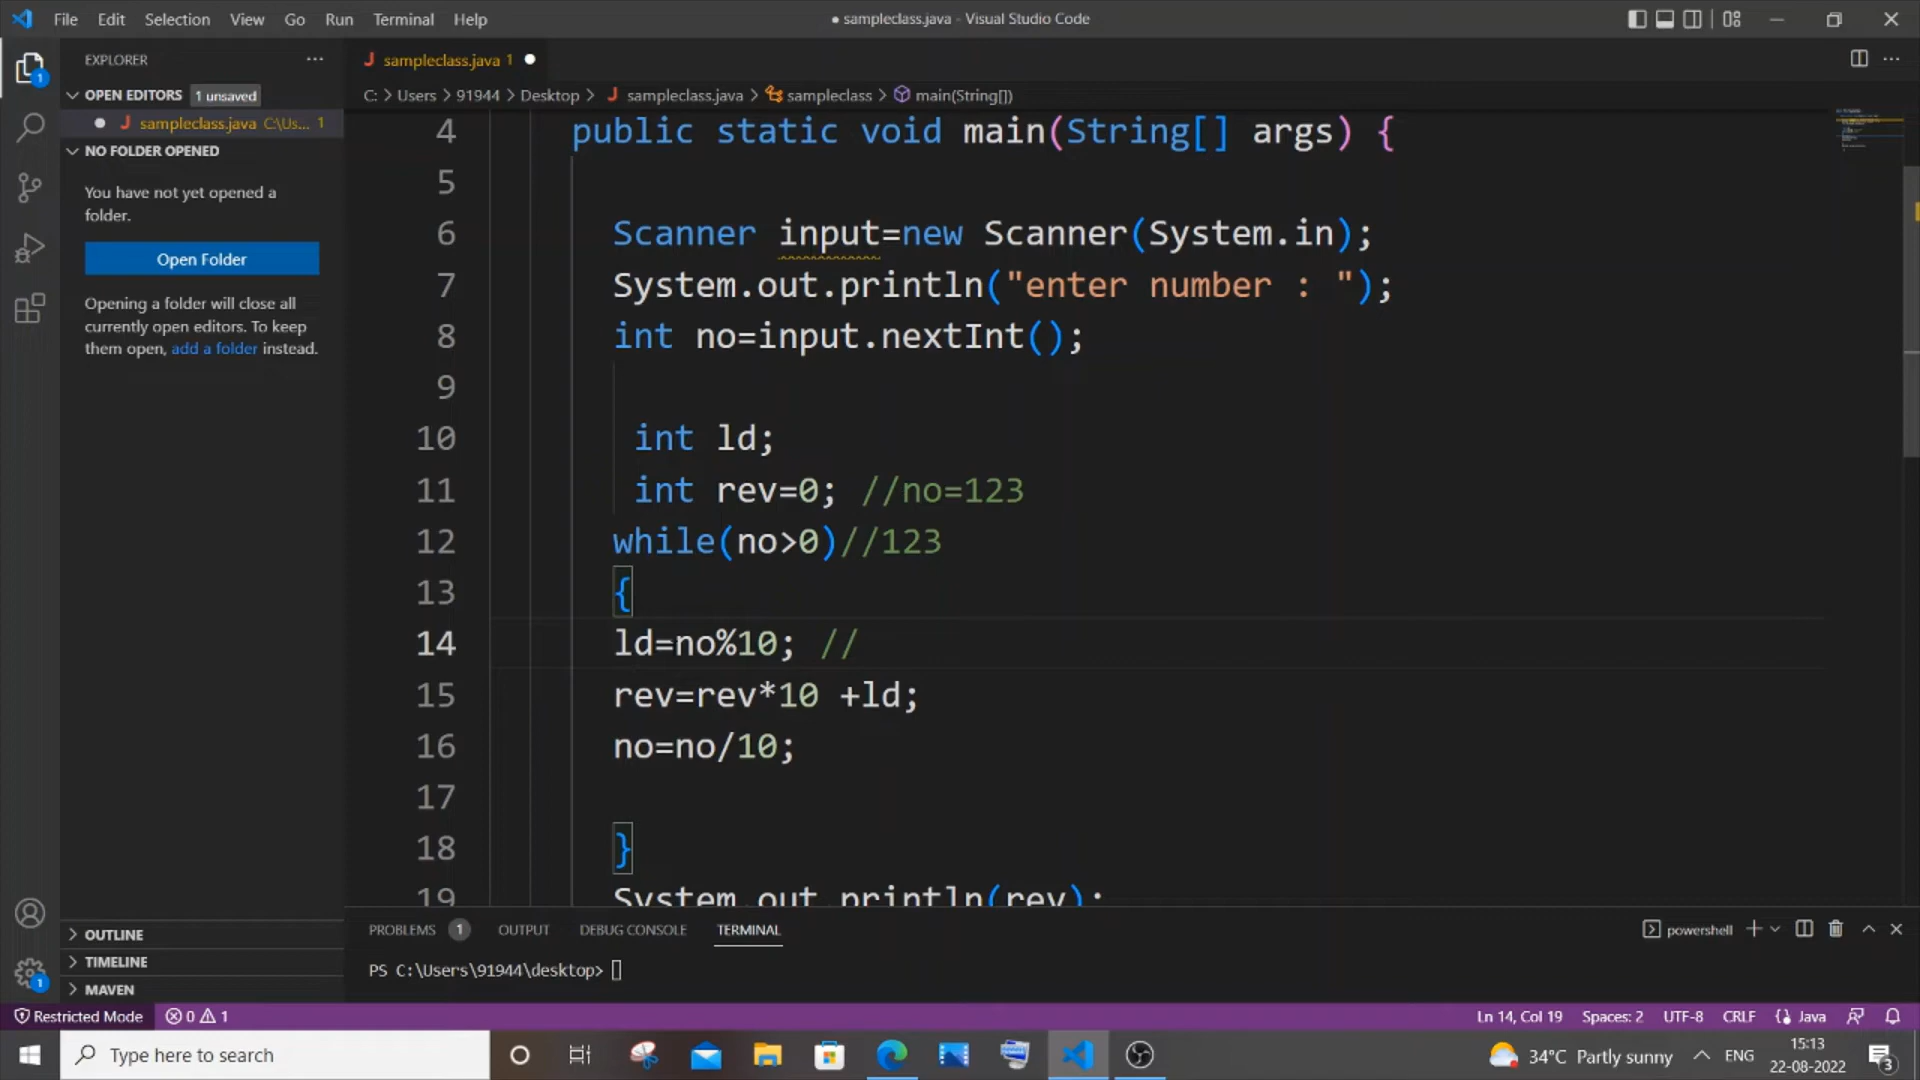 File Edit Selection View Go Run Terminal Help
● sampleclass.java - Visual Studio Code
EXPLORER
OPEN EDITORS 1 unsaved
sampleclass.java C:\Us... 1
NO FOLDER OPENED
You have not yet opened a
folder.
Open Folder
Opening a folder will close all
currently open editors. To keep
them open, add a folder instead.
OUTLINE
TIMELINE
MAVEN
sampleclass.java 1
C: > Users > 91944 > Desktop > sampleclass.java > sampleclass > main(String[])
4 public static void main(String[] args) {
5
6 Scanner input=new Scanner(System.in);
7 System.out.println("enter number : ");
8 int no=input.nextInt();
9
10 int ld;
11 int rev=0; //no=123
12 while(no>0)//123
13 {
14 ld=no%10; //
15 rev=rev*10 +ld;
16 no=no/10;
17
18 }
19 System.out.println(rev);
PROBLEMS 1 OUTPUT DEBUG CONSOLE TERMINAL
powershell
PS C:\Users\91944\desktop>
Restricted Mode 0 1
Ln 14, Col 19 Spaces: 2 UTF-8 CRLF Java
Type here to search
34°C Partly sunny ENG
15:13
22-08-2022
3